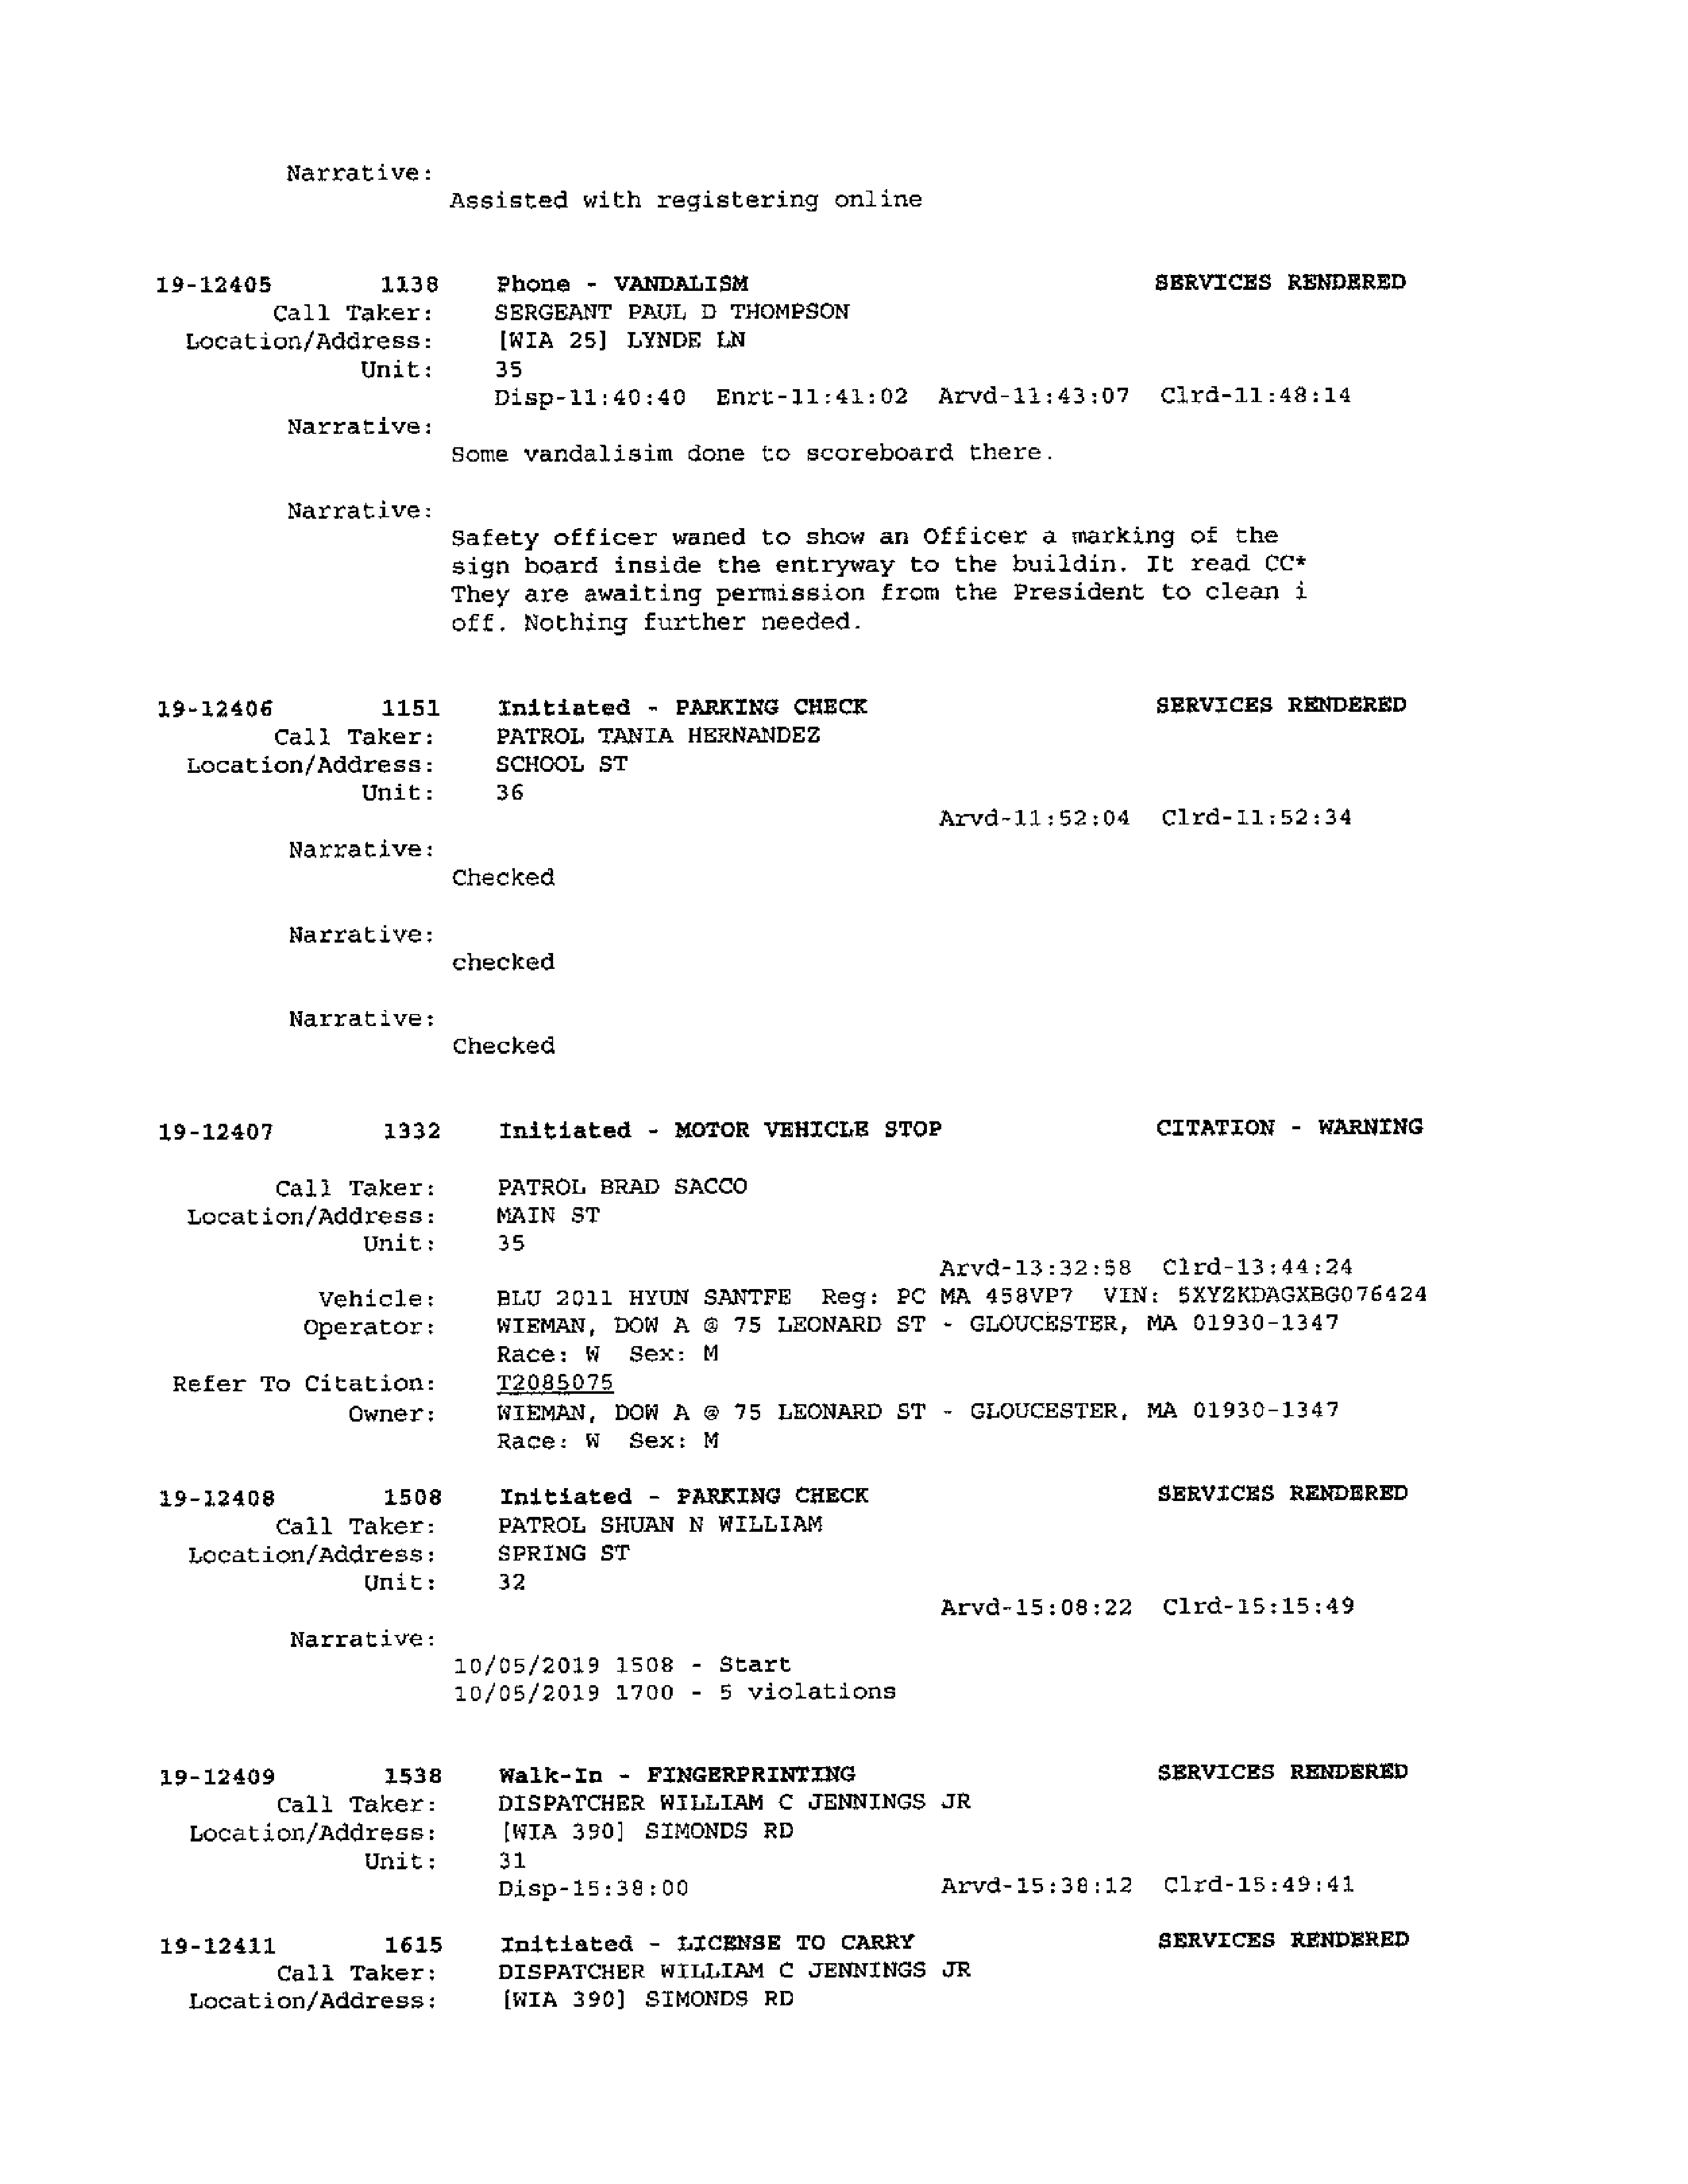 Narrative:
Assisted with registering online
19-12405 1138 Phone - VANDALISM SERVICES RENDERED
Call Taker: SERGEANT PAUL D THOMPSON
Location/Address: [WIA 25] LYNDE LN
Unit: 35
Disp-11:40:40 Enrt-11:41:02 Arvd-11:43:07 Clrd-11:48:14
Narrative:
Some vandalisim done to scoreboard there.
Narrative:
Safety officer waned to show an Officer a marking of the
sign board inside the entryway to the buildin. It read CC*
They are awaiting permission from the President to clean i
off. Nothing further needed.
19-12406 1151 Initiated - PARKING CHECK SERVICES RENDERED
Call Taker: PATROL TANIA HERNANDEZ
Location/Address: SCHOOL ST
Unit: 36
Arvd-11:52:04 Clrd-11:52:34
Narrative:
Checked
Narrative:
checked
Narrative:
Checked
19-12407 1332 Initiated - MOTOR VEHICLE STOP CITATION - WARNING
Call Taker: PATROL BRAD SACCO
Location/Address: MAIN ST
Unit: 35
Arvd-13:32:58 Clrd-13:44:24
Vehicle: BLU 2011 HYUN SANTFE Reg: PC MA 458VP7 VIN: 5XYZKDAGXBG076424
Operator: WIEMAN, DOW A @ 75 LEONARD ST - GLOUCESTER, MA 01930-1347
Race: W Sex: M
Refer To Citation: T2085075
Owner: WIEMAN, DOW A @ 75 LEONARD ST - GLOUCESTER, MA 01930-1347
Race: W Sex: M
19-12408 1508 Initiated - PARKING CHECK SERVICES RENDERED
Call Taker: PATROL SHUAN N WILLIAM
Location/Address: SPRING ST
Unit: 32
Arvd-15:08:22 Clrd-15:15:49
Narrative:
10/05/2019 1508 - Start
10/05/2019 1700 - 5 violations
19-12409 1538 Walk-In - FINGERPRINTING SERVICES RENDERED
Call Taker: DISPATCHER WILLIAM C JENNINGS JR
Location/Address: [WIA 390] SIMONDS RD
Unit: 31
Disp-15:38:00 Arvd-15:38:12 Clrd-15:49:41
19-12411 1615 Initiated - LICENSE TO CARRY SERVICES RENDERED
Call Taker: DISPATCHER WILLIAM C JENNINGS JR
Location/Address: [WIA 390] SIMONDS RD